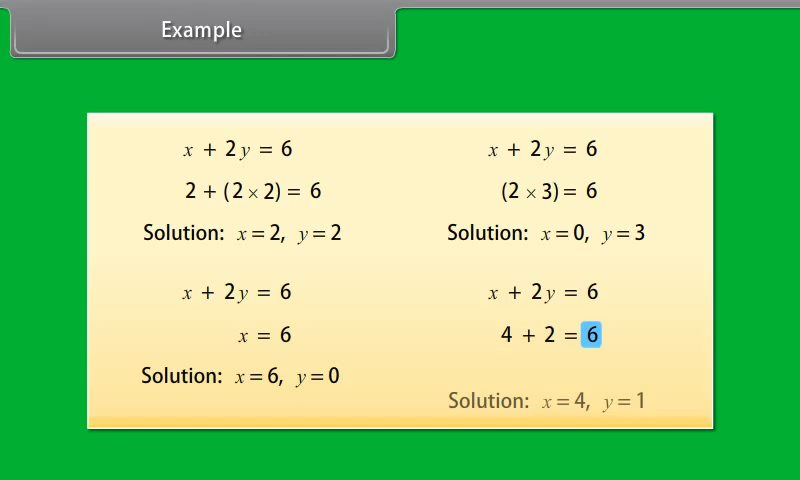 Example
x + 2y = 6
2 + (2 × 2) = 6
Solution: x = 2, y = 2
x + 2y = 6
(2 × 3) = 6
Solution: x = 0, y = 3
x + 2y = 6
x = 6
Solution: x = 6, y = 0
x + 2y = 6
4 + 2 = 6
Solution: x = 4, y = 1